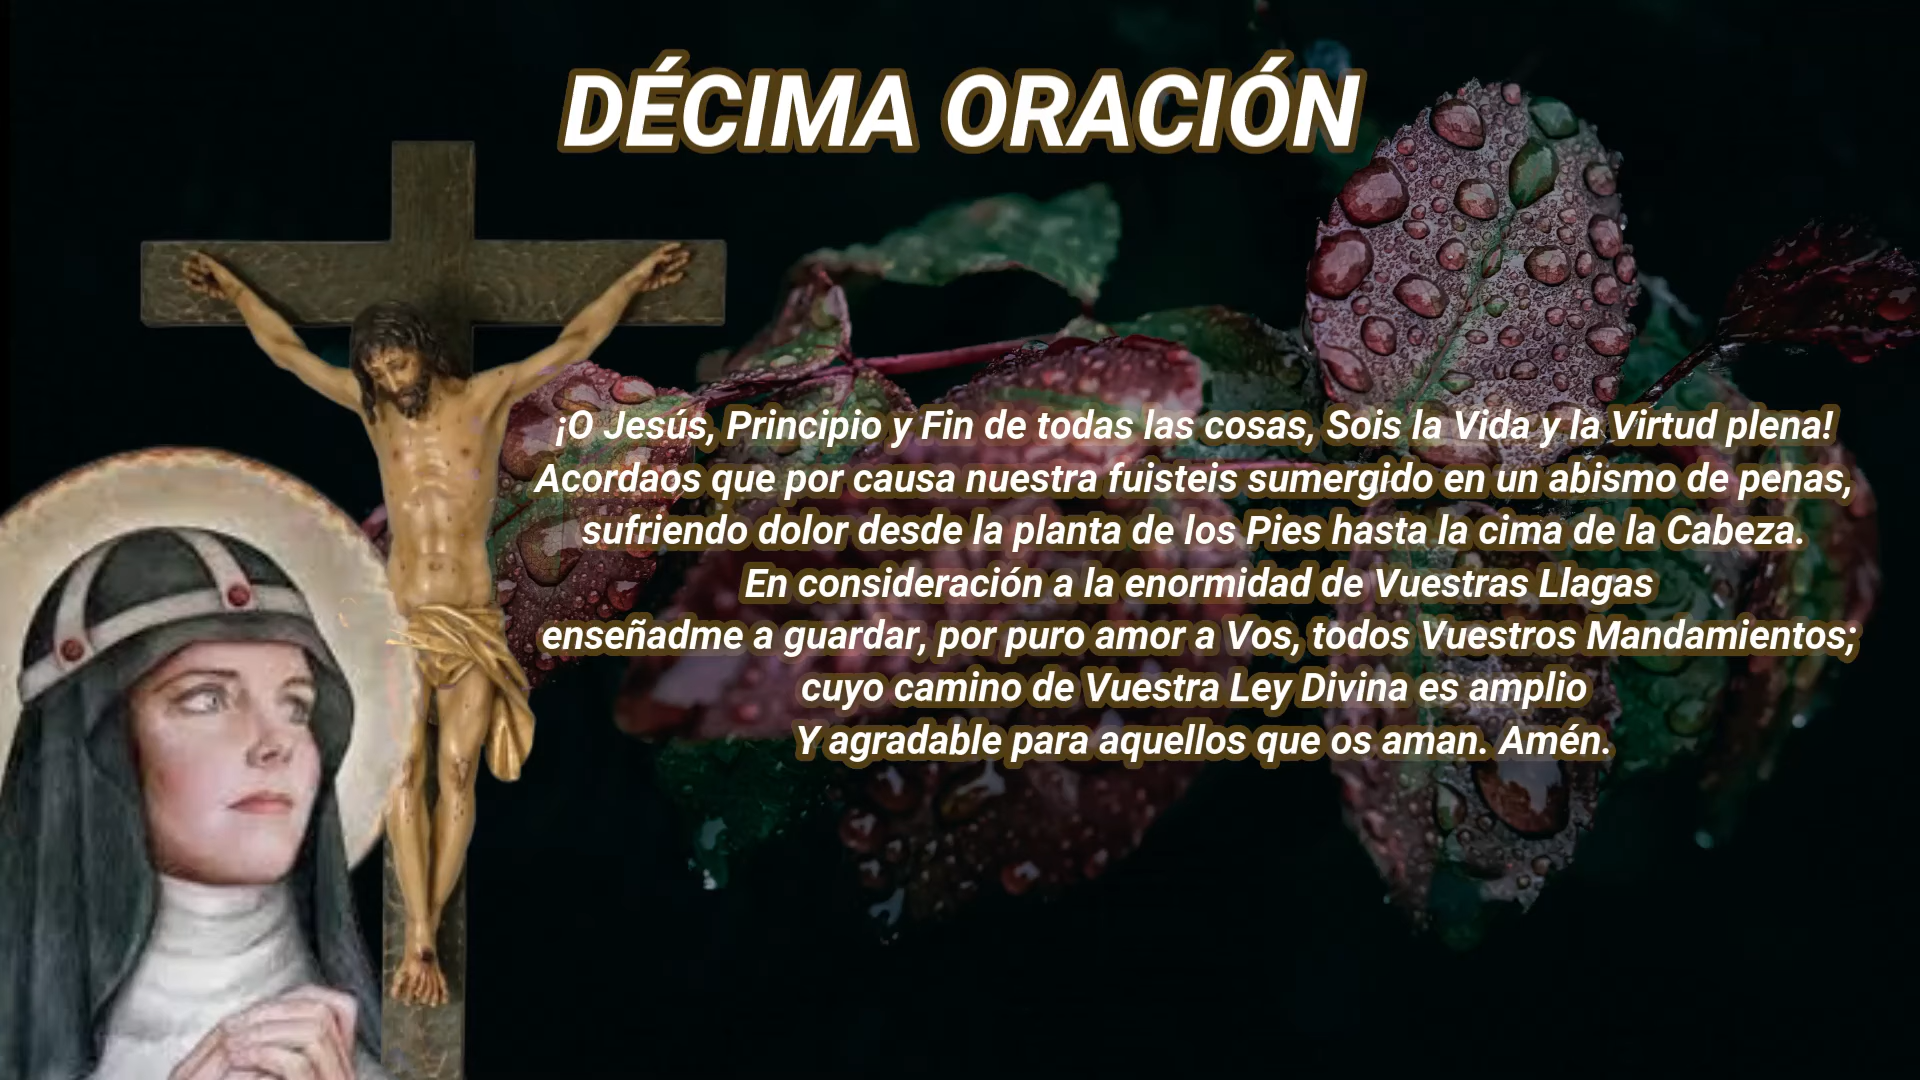 DÉCIMA ORACIÓN
¡O Jesús, Principio y Fin de todas las cosas, Sois la Vida y la Virtud plena!
Acordaos que por causa nuestra fuisteis sumergido en un abismo de penas,
sufriendo dolor desde la planta de los Pies hasta la cima de la Cabeza.
En consideración a la enormidad de Vuestras Llagas
enseñadme a guardar, por puro amor a Vos, todos Vuestros Mandamientos;
cuyo camino de Vuestra Ley Divina es amplio
Y agradable para aquellos que os aman. Amén.